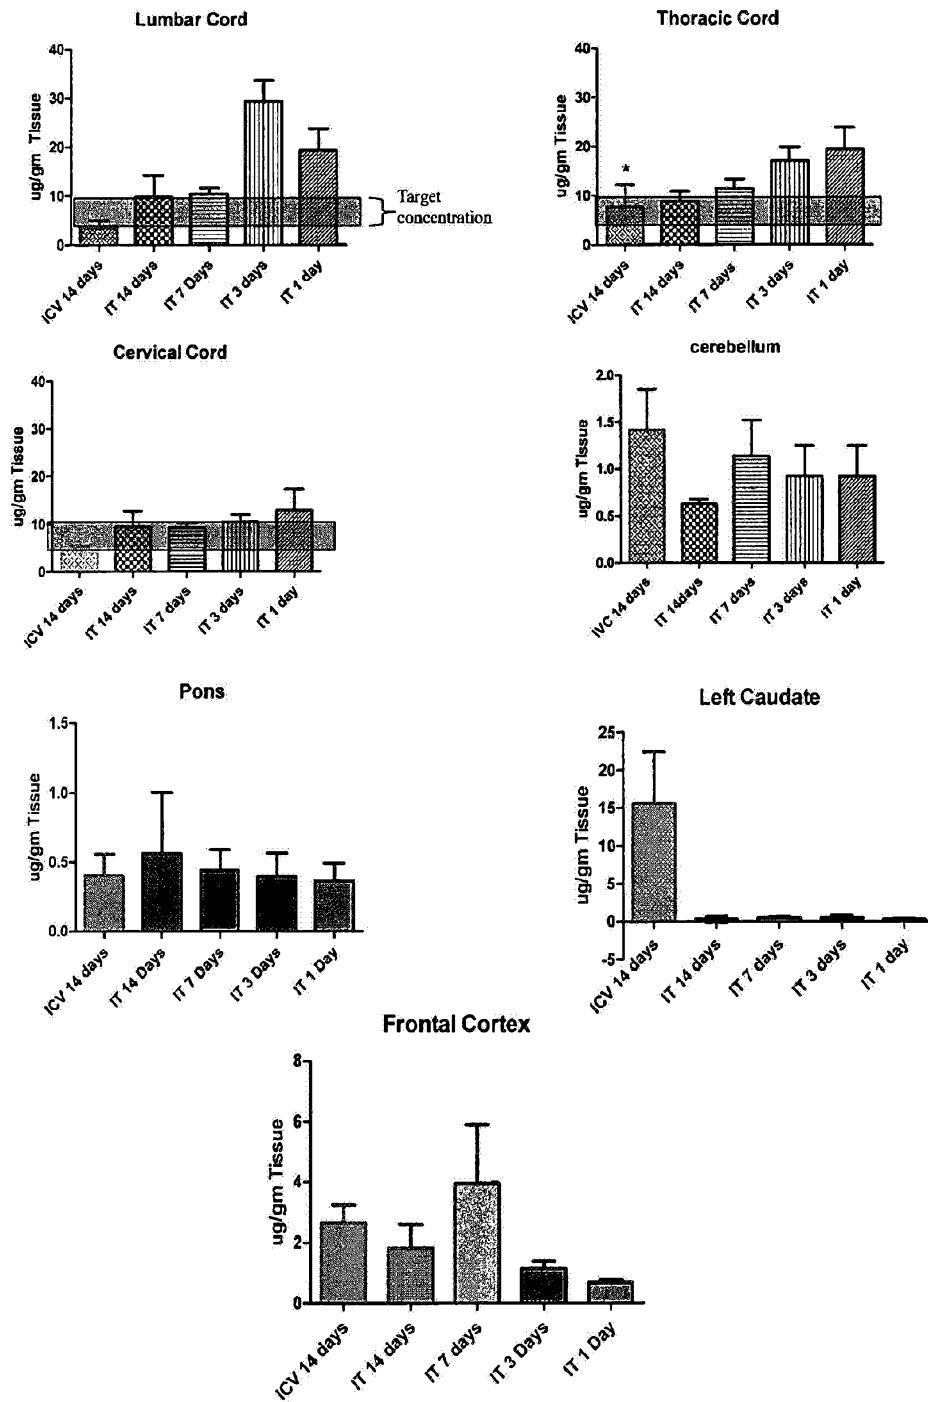 Lumbar Cord
ug/gm Tissue
40
30
20
10
0
Target
concentration
ICV 14 days
IT 14 days
IT 7 Days
IT 3 days
IT 1 day
Thoracic Cord
ug/gm Tissue
40
30
20
10
0
*
ICV 14 days
IT 14 days
IT 7 days
IT 3 days
IT 1 day
Cervical Cord
ug/gm Tissue
40
30
20
10
0
ICV 14 days
IT 14 days
IT 7 days
IT 3 days
IT 1 day
cerebellum
ug/gm Tissue
2.0
1.5
1.0
0.5
0.0
IVC 14 days
IT 14days
IT 7 days
IT 3 days
IT 1 day
Pons
ug/gm Tissue
1.5
1.0
0.5
0.0
ICV 14 days
IT 14 Days
IT 7 Days
IT 3 Days
IT 1 Day
Left Caudate
ug/gm Tissue
25
20
15
10
5
0
-5
ICV 14 days
IT 14 days
IT 7 days
IT 3 days
IT 1 day
Frontal Cortex
ug/gm Tissue
8
6
4
2
0
ICV 14 days
IT 14 days
IT 7 days
IT 3 Days
IT 1 Day